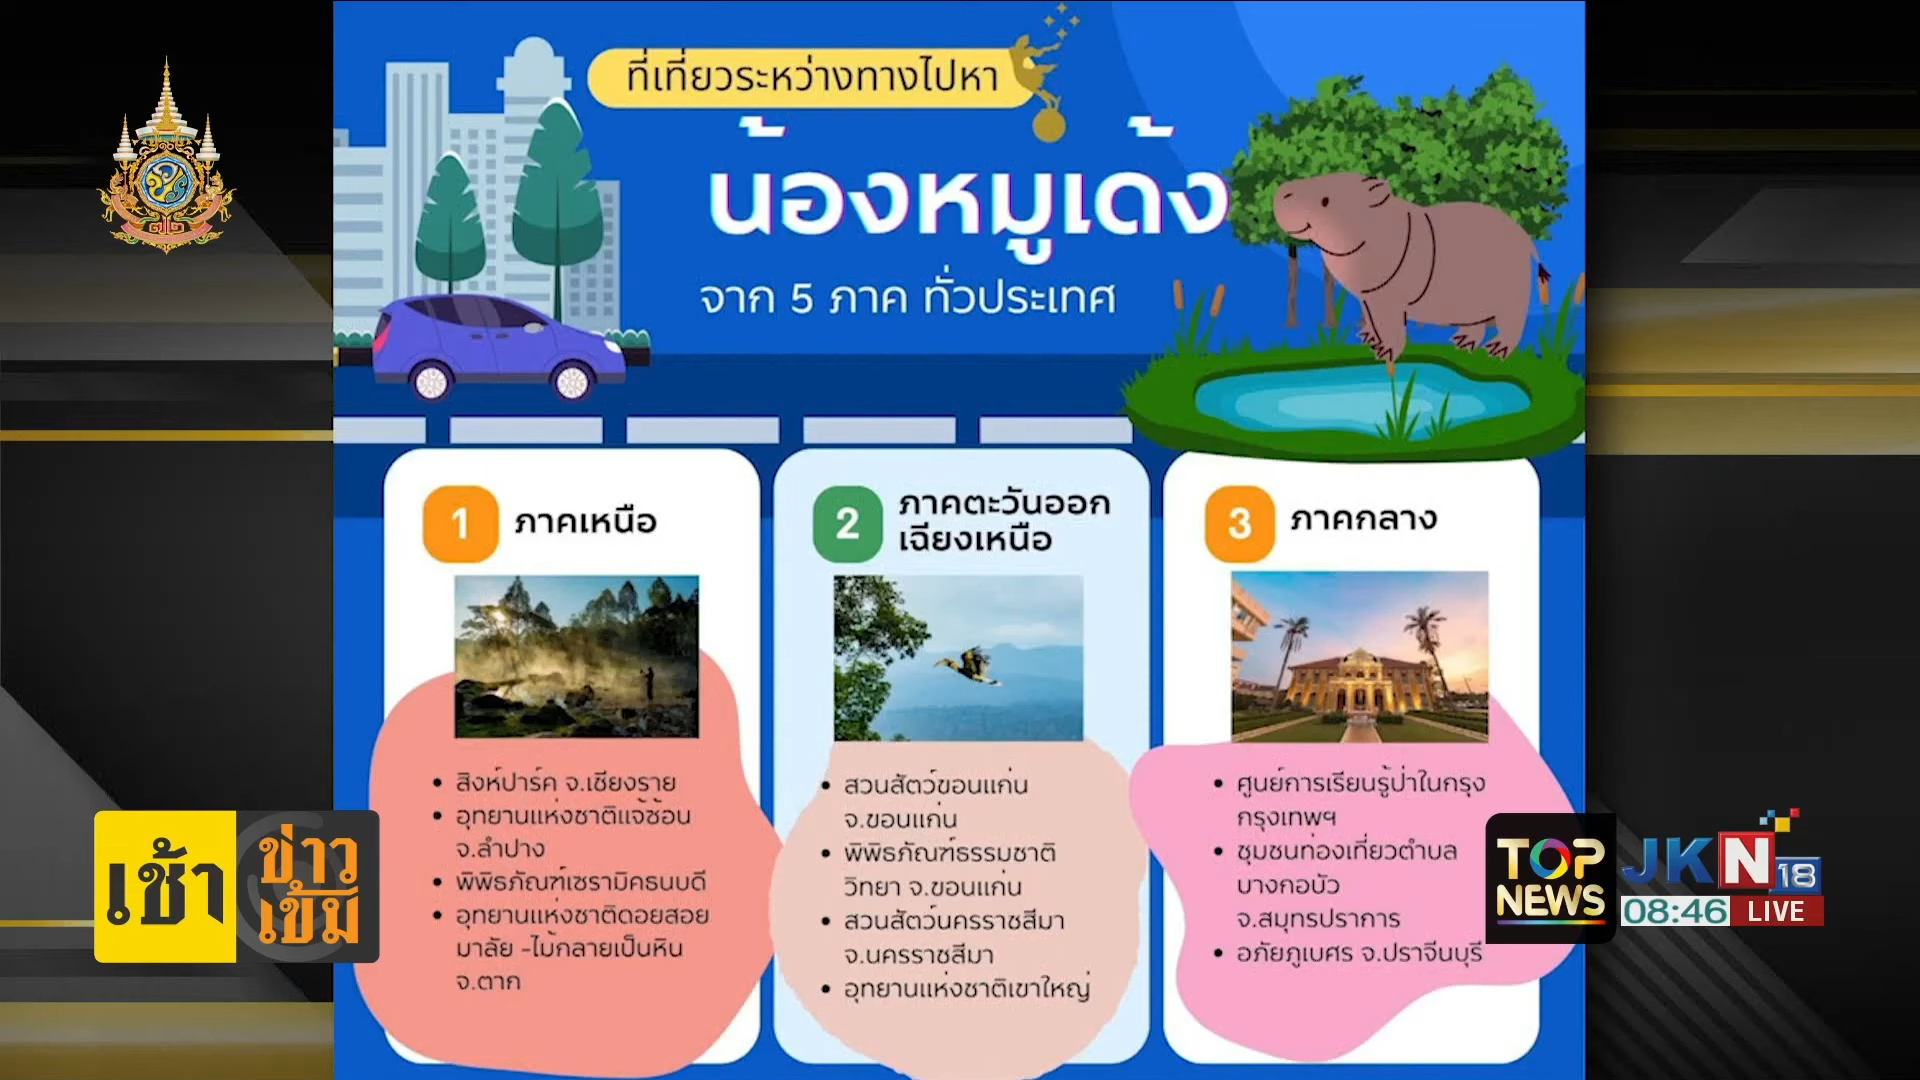 ที่เที่ยวระหว่างทางไปหา
น้องหมูเด้ง
จาก 5 ภาค ทั่วประเทศ
1
ภาคเหนือ
สิงห์ปาร์ค จ.เชียงราย
อุทยานแห่งชาติแจ้ซ้อน
จ.ลำปาง
พิพิธภัณฑ์เซรามิคธนบดี
อุทยานแห่งชาติดอยสอย
มาลัย -ไม้กลายเป็นหิน
จ.ตาก
2
ภาคตะวันออก
เฉียงเหนือ
สวนสัตว์ขอนแก่น
จ.ขอนแก่น
พิพิธภัณฑ์ธรรมชาติ
วิทยา จ.ขอนแก่น
สวนสัตว์นครราชสีมา
จ.นครราชสีมา
อุทยานแห่งชาติเขาใหญ่
3
ภาคกลาง
ศูนย์การเรียนรู้ป่าในกรุง
กรุงเทพฯ
ชุมชนท่องเที่ยวตำบล
บางกอบัว
จ.สมุทรปราการ
อภัยภูเบศร จ.ปราจีนบุรี
เช้า
ข่าว
เข้ม
TOP
NEWS
JKN
18
08:46
LIVE